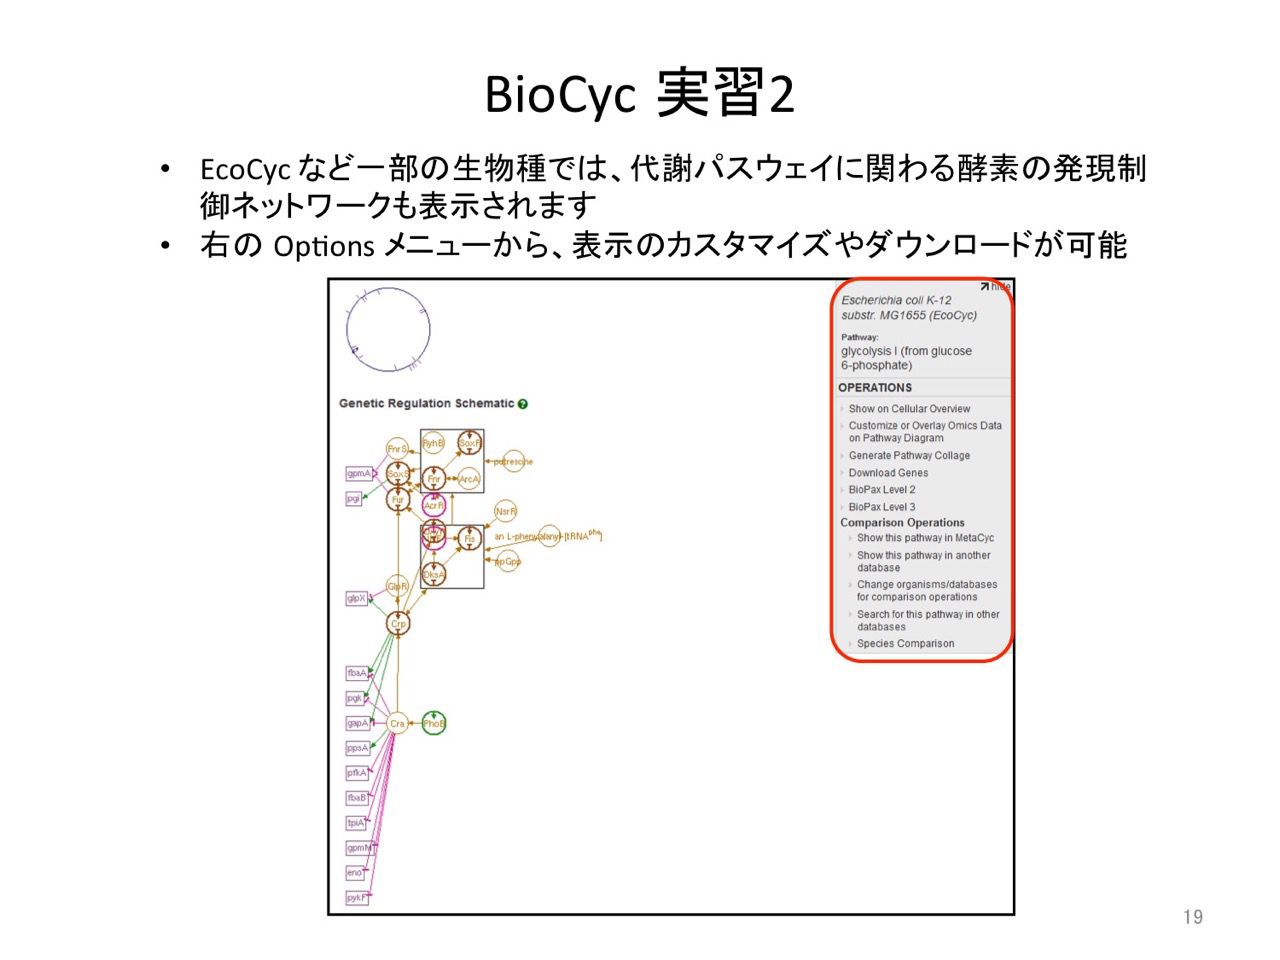 BioCyc 実習2
• EcoCyc など一部の生物種では、代謝パスウェイに関わる酵素の発現制
御ネットワークも表示されます
• 右の Options メニューから、表示のカスタマイズやダウンロードが可能
hide
Escherichia coli K-12
substr. MG1655 (EcoCyc)
Pathway:
glycolysis I (from glucose
6-phosphate)
OPERATIONS
Show on Cellular Overview
Customize or Overlay Omics Data
on Pathway Diagram
Generate Pathway Collage
Download Genes
BioPax Level 2
BioPax Level 3
Comparison Operations
Show this pathway in MetaCyc
Show this pathway in another
database
Change organisms/databases
for comparison operations
Search for this pathway in other
databases
Species Comparison
Genetic Regulation Schematic
RyhB
SoxR
FnrS
putrescine
gpmA
SoxS
Fnr
ArcA
pgi
Fur
AcrR
NsrR
Fis
an L-phenylalanyl-[tRNAphe]
ppGpp
DksA
GlpR
glpX
Crp
fbaA
pgk
gapA
Cra
PhoB
ppsA
pfkA
fbaB
tpiA
gpmM
eno
pykF
19